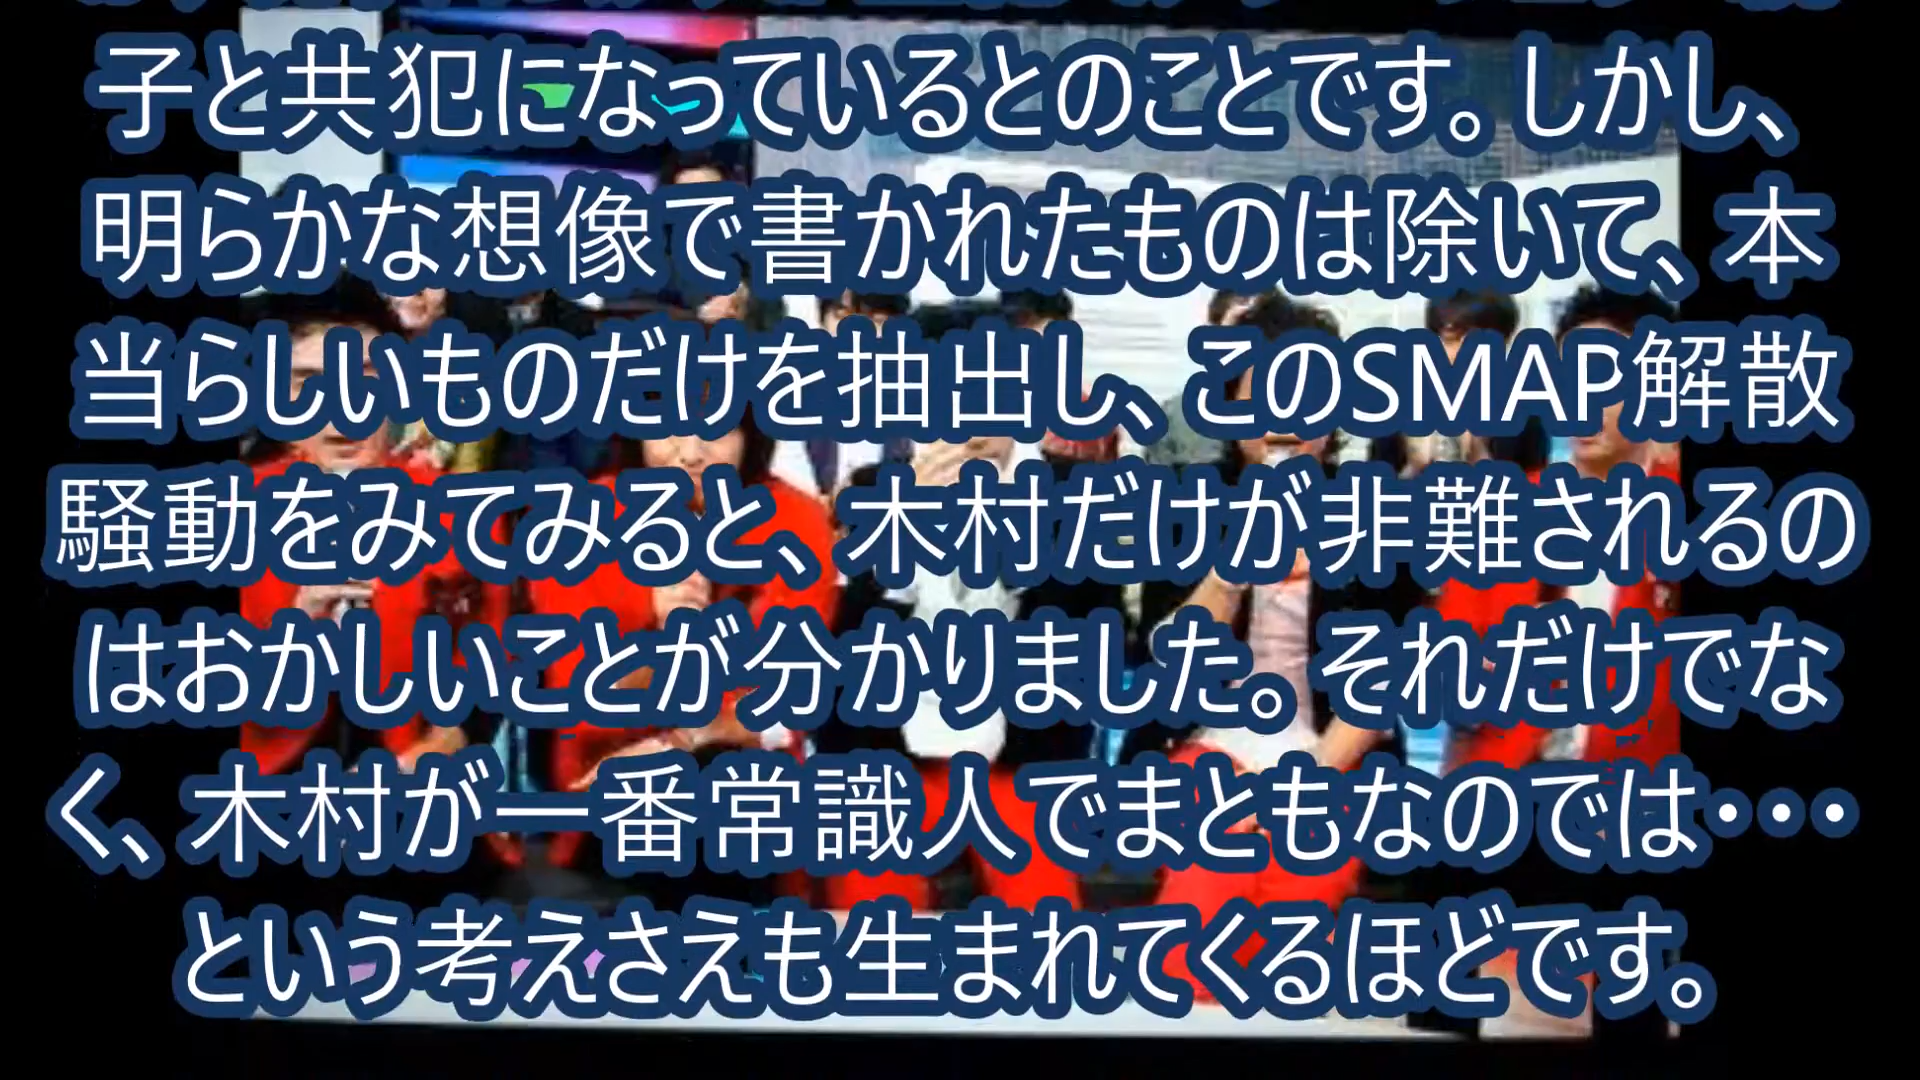 子と共犯になっているとのことです。しかし、
明らかな想像で書かれたものは除いて、本
当らしいものだけを抽出し、このSMAP解散
騒動をみてみると、木村だけが非難されるの
はおかしいことが分かりました。それだけでな
く、木村が一番常識人でまともなのでは・・・
という考えさえも生まれてくるほどです。